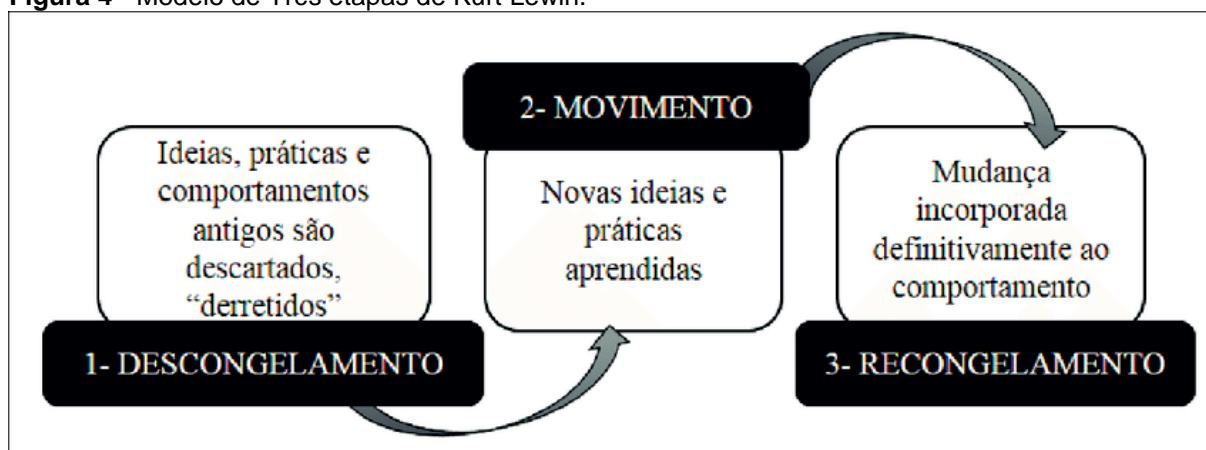 Figura 4 - Modelo de Três etapas de Kurt Lewin.
Ideias, práticas e
comportamentos
antigos são
descartados,
“derretidos”
1- DESCONGELAMENTO
2- MOVIMENTO
Novas ideias e
práticas
aprendidas
Mudança
incorporada
definitivamente ao
comportamento
3- RECONGELAMENTO